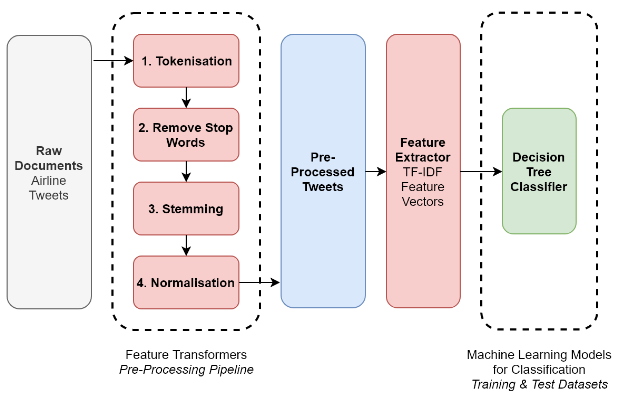 Raw
Documents
Airline
Tweets
1. Tokenisation
2. Remove Stop
Words
3. Stemming
4. Normalisation
Feature Transformers
Pre-Processing Pipeline
Pre-
Processed
Tweets
Feature
Extractor
TF-IDF
Feature
Vectors
Decision
Tree
Classifier
Machine Learning Models
for Classification
Training & Test Datasets